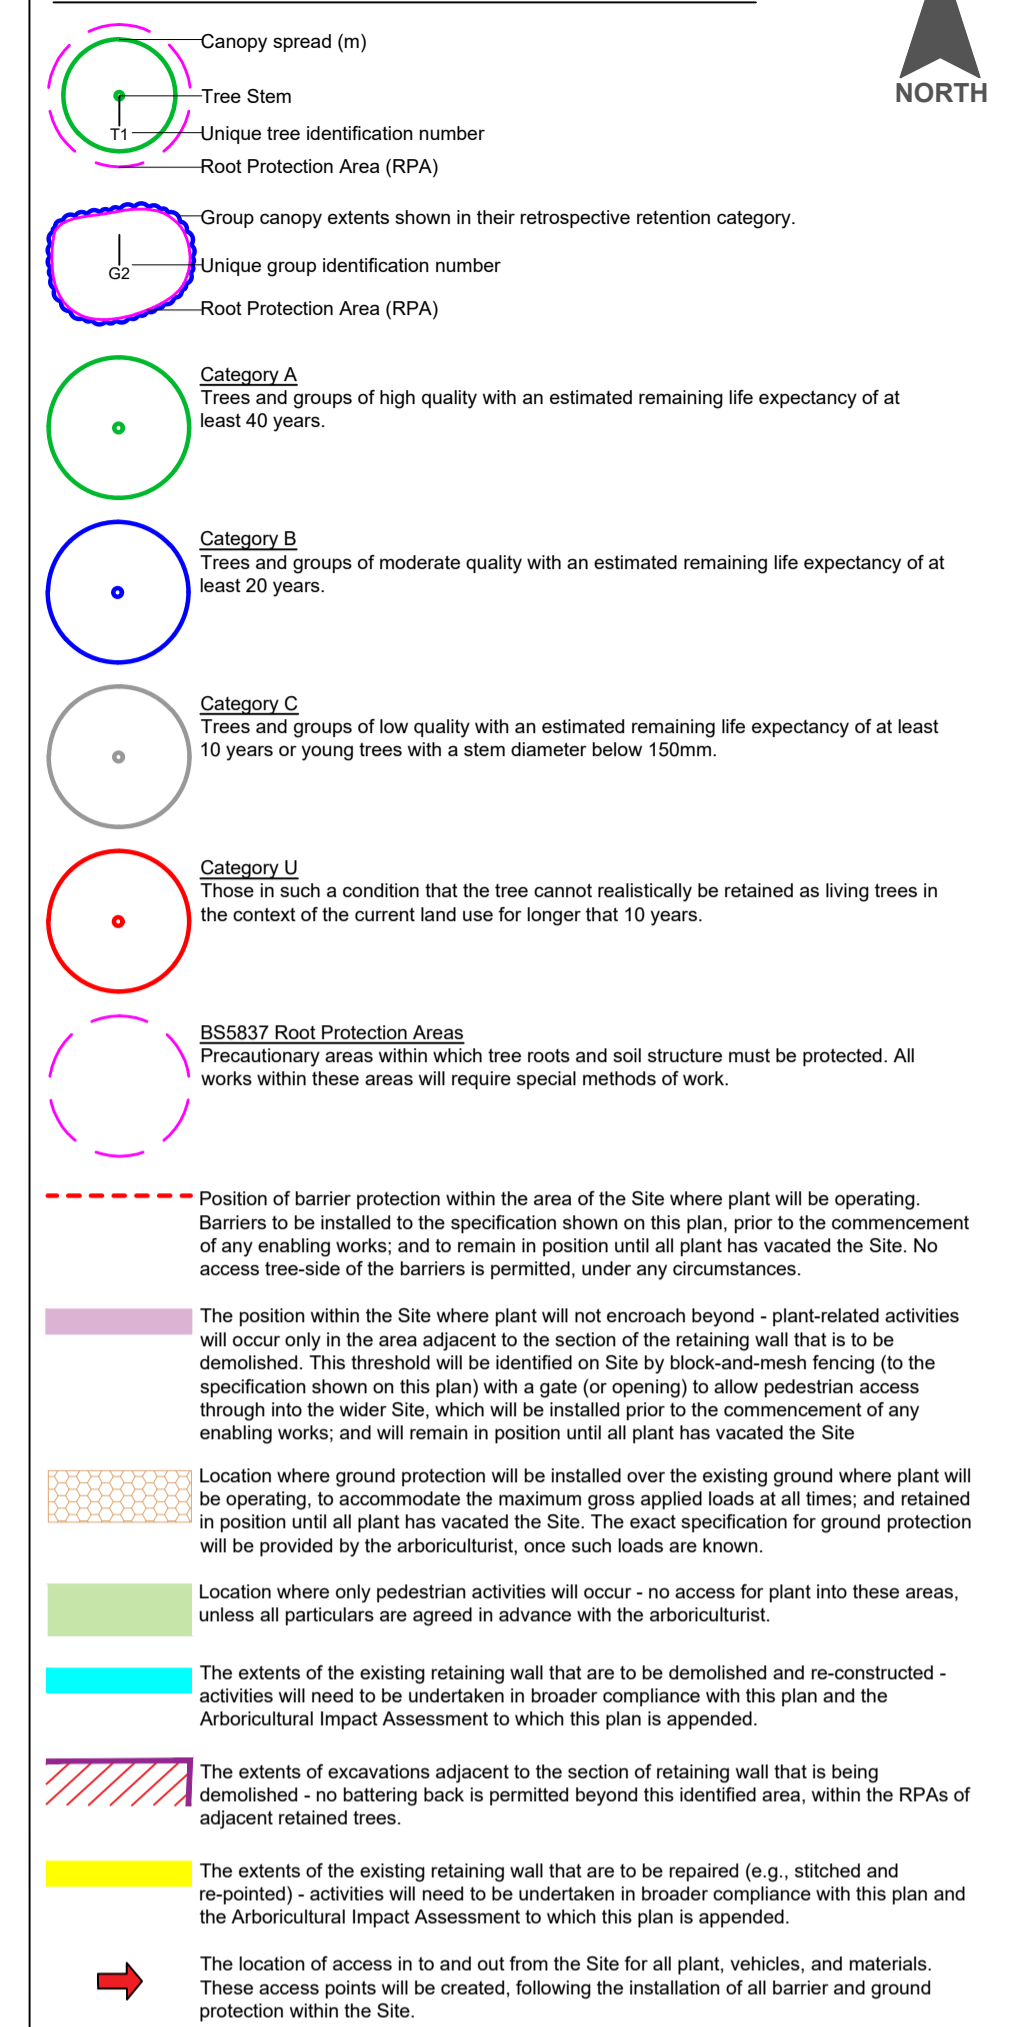 Canopy spread (m)
NORTH
Tree Stem
T1
Unique tree identification number
Root Protection Area (RPA)
Group canopy extents shown in their retrospective retention category.
G2
Unique group identification number
Root Protection Area (RPA)
Category A
Trees and groups of high quality with an estimated remaining life expectancy of at
least 40 years.
Category B
Trees and groups of moderate quality with an estimated remaining life expectancy of at
least 20 years.
Category C
Trees and groups of low quality with an estimated remaining life expectancy of at least
10 years or young trees with a stem diameter below 150mm.
Category U
Those in such a condition that the tree cannot realistically be retained as living trees in
the context of the current land use for longer that 10 years.
BS5837 Root Protection Areas
Precautionary areas within which tree roots and soil structure must be protected. All
works within these areas will require special methods of work.
Position of barrier protection within the area of the Site where plant will be operating.
Barriers to be installed to the specification shown on this plan, prior to the commencement
of any enabling works; and to remain in position until all plant has vacated the Site. No
access tree-side of the barriers is permitted, under any circumstances.
The position within the Site where plant will not encroach beyond - plant-related activities
will occur only in the area adjacent to the section of the retaining wall that is to be
demolished. This threshold will be identified on Site by block-and-mesh fencing (to the
specification shown on this plan) with a gate (or opening) to allow pedestrian access
through into the wider Site, which will be installed prior to the commencement of any
enabling works; and will remain in position until all plant has vacated the Site
Location where ground protection will be installed over the existing ground where plant will
be operating, to accommodate the maximum gross applied loads at all times; and retained
in position until all plant has vacated the Site. The exact specification for ground protection
will be provided by the arboriculturist, once such loads are known.
Location where only pedestrian activities will occur - no access for plant into these areas,
unless all particulars are agreed in advance with the arboriculturist.
The extents of the existing retaining wall that are to be demolished and re-constructed -
activities will need to be undertaken in broader compliance with this plan and the
Arboricultural Impact Assessment to which this plan is appended.
The extents of excavations adjacent to the section of retaining wall that is being
demolished - no battering back is permitted beyond this identified area, within the RPAs of
adjacent retained trees.
The extents of the existing retaining wall that are to be repaired (e.g., stitched and
re-pointed) - activities will need to be undertaken in broader compliance with this plan and
the Arboricultural Impact Assessment to which this plan is appended.
The location of access in to and out from the Site for all plant, vehicles, and materials.
These access points will be created, following the installation of all barrier and ground
protection within the Site.